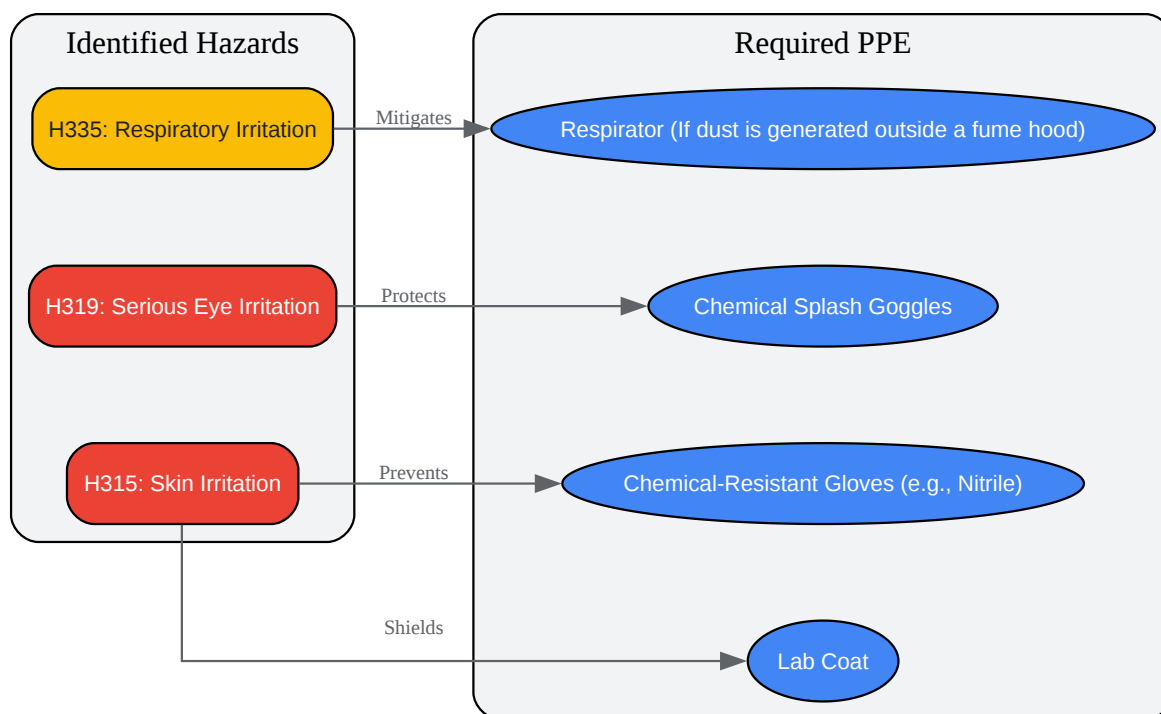 Identified Hazards
Required PPE
H335: Respiratory Irritation
Mitigates
Respirator (If dust is generated outside a fume hood)
H319: Serious Eye Irritation
Protects
Chemical Splash Goggles
H315: Skin Irritation
Prevents
Chemical-Resistant Gloves (e.g., Nitrile)
Shields
Lab Coat